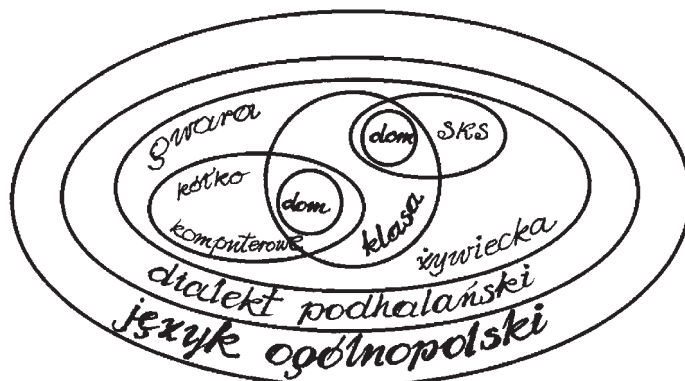 gwara
dom
SKS
kółko
dom
klasa
komputerowe
żywiecka
dialekt podhalański
język ogólnopolski